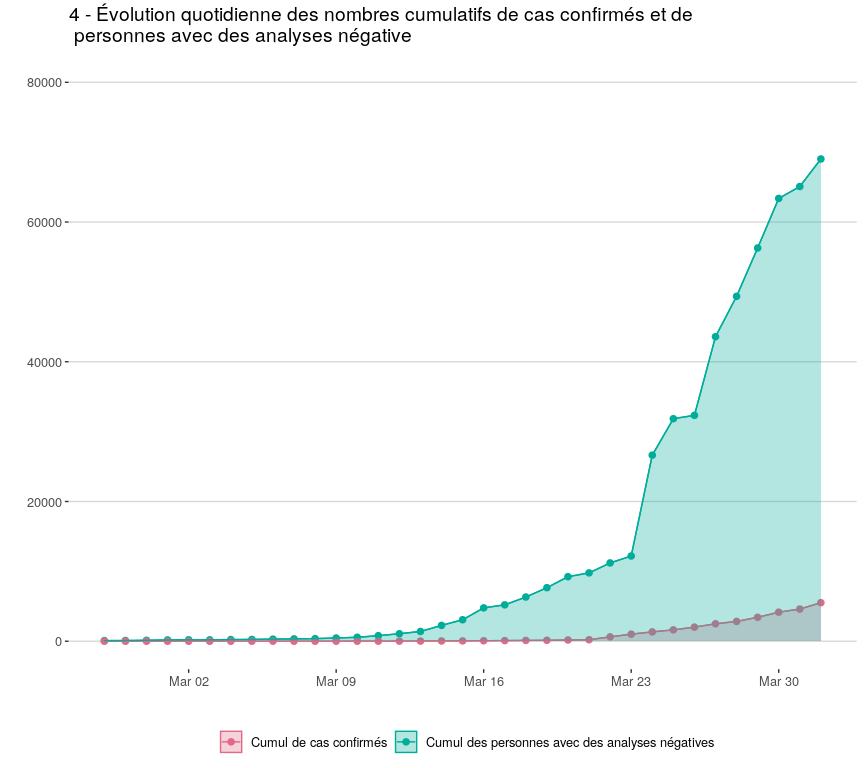 4 - Évolution quotidienne des nombres cumulatifs de cas confirmés et de
personnes avec des analyses négative
80000
60000
40000
20000
0
Mar 02 Mar 09 Mar 16 Mar 23 Mar 30
Cumul de cas confirmés Cumul des personnes avec des analyses négatives